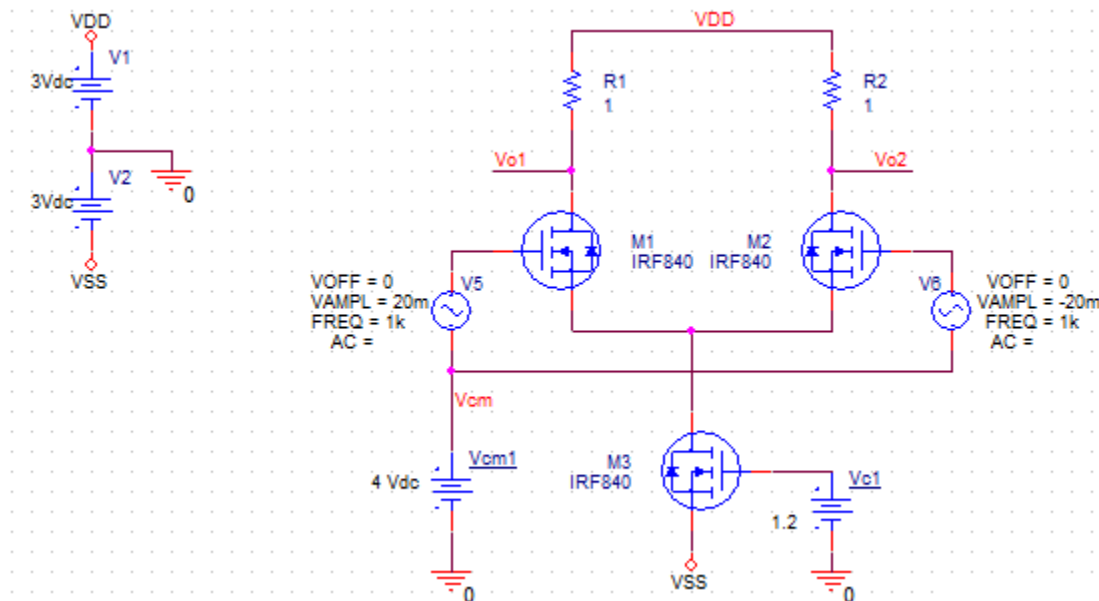 VDD
V1
3Vdc
V2
3Vdc
0
VSS
VDD
R1
1
R2
1
Vo1
Vo2
M1
IRF840
M2
IRF840
V5
VOFF = 0
VAMPL = 20m
FREQ = 1k
AC =
V6
VOFF = 0
VAMPL = -20m
FREQ = 1k
AC =
Vcm
Vcm1
4 Vdc
0
M3
IRF840
Vc1
1.2
VSS
0